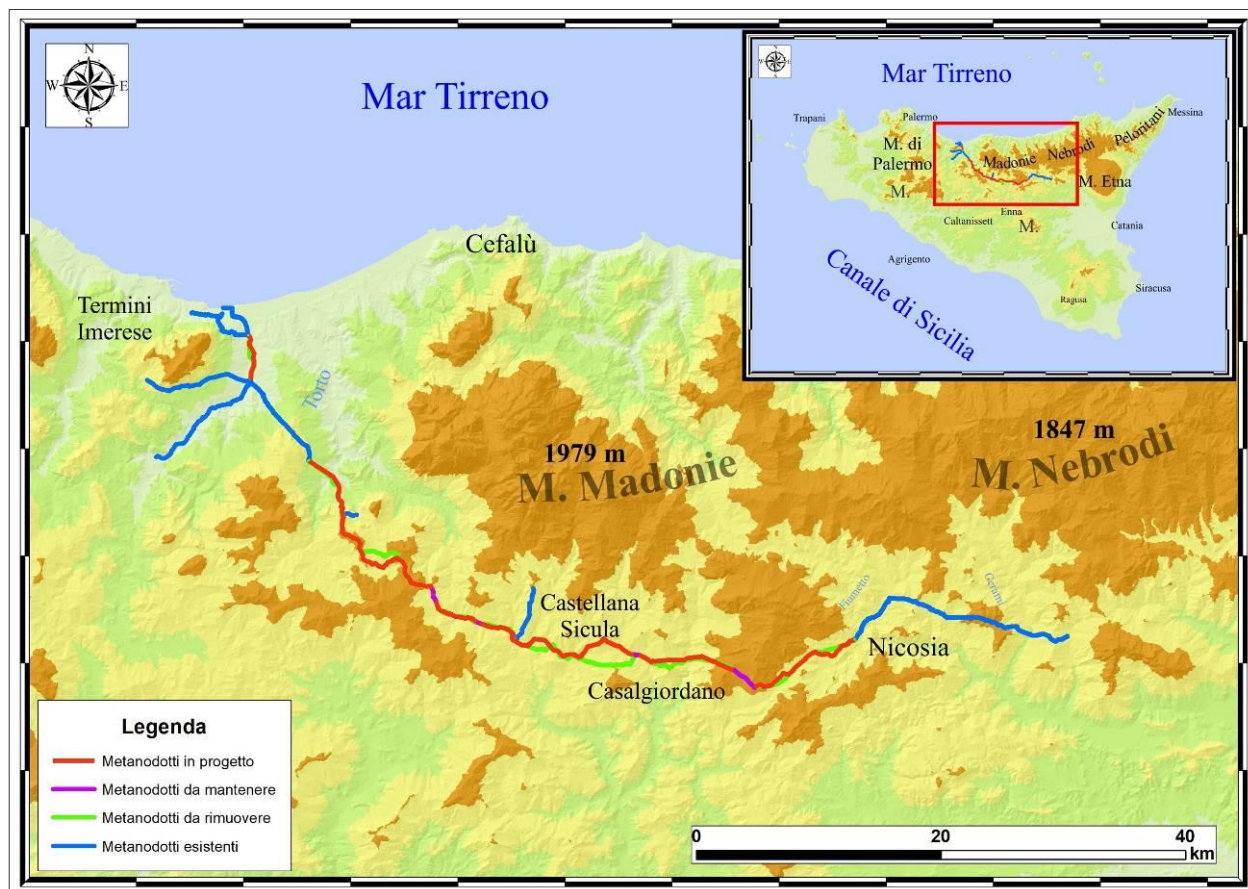 N
W E
S
Mar Tirreno
Cefalù
Termini
Imerese
Torto
1979 m
M. Madonie
1847 m
M. Nebrodi
Castellana
Sicula
Casalgiordano
Fiumetto
Cerami
Nicosia
Legenda
Metanodotti in progetto
Metanodotti da mantenere
Metanodotti da rimuovere
Metanodotti esistenti
0 20 40
km
N
W E
S
Mar Tirreno
Trapani
Palermo
Messina
M. di
Palermo
Madonie
Nebrodi
Peloritani
M.
M. Etna
Enna
Caltanissett
M.
Catania
Agrigento
Canale di Sicilia
Ragusa
Siracusa